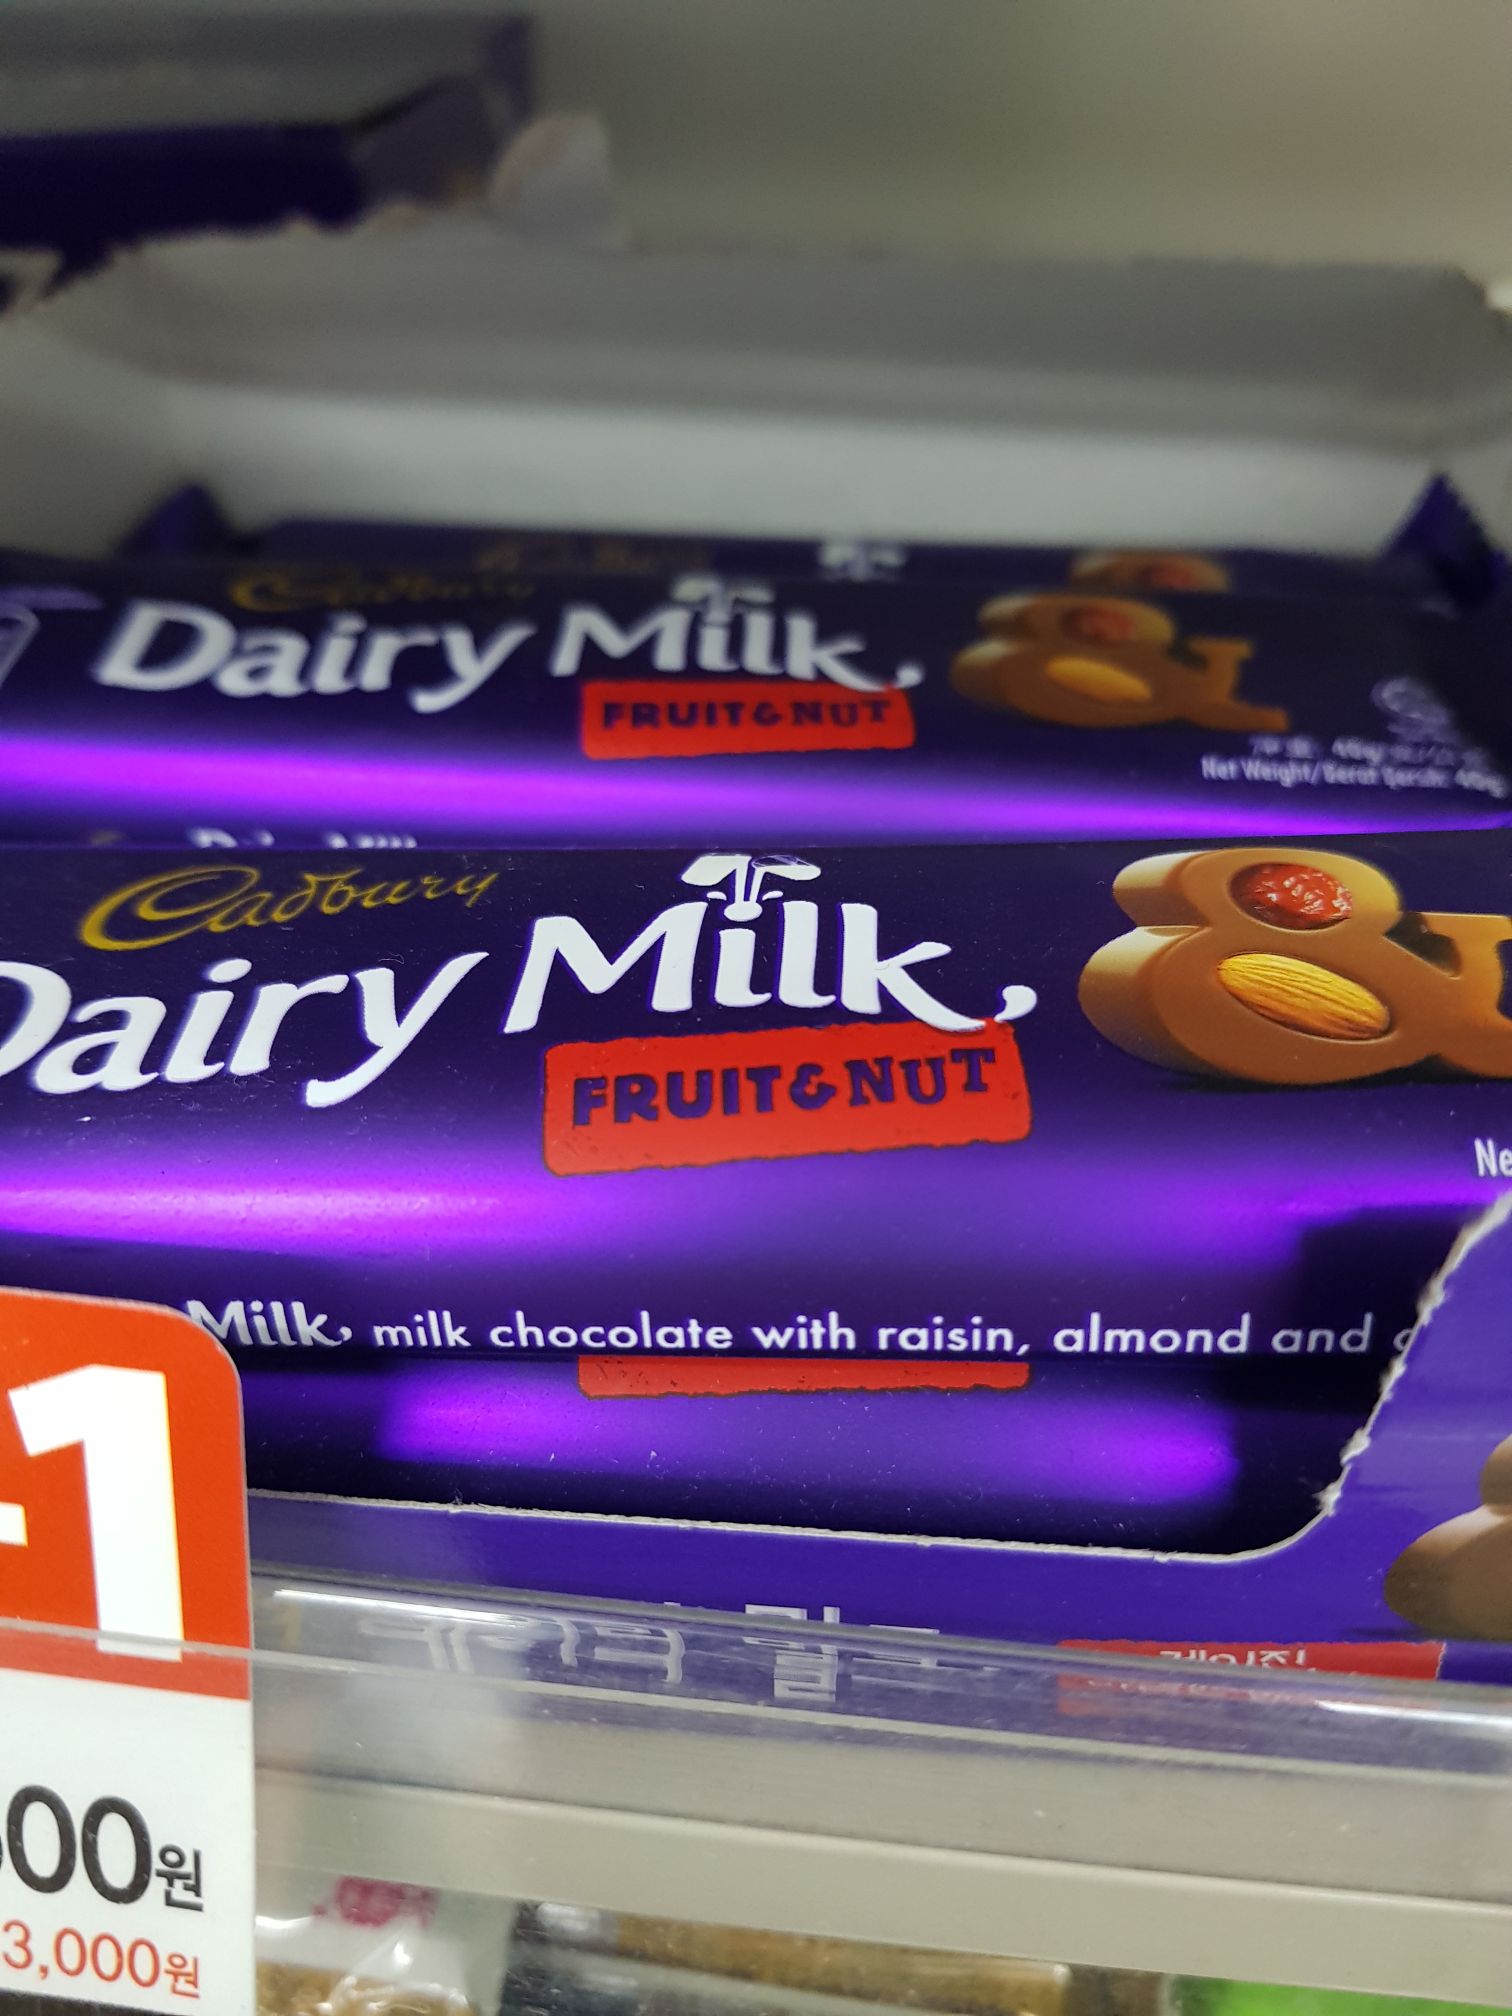 Cadbury
Dairy Milk
FRUIT&NUT
Net Weight/Berat Bersih: 40g
Cadbury
Dairy Milk
FRUIT&NUT
Milk, milk chocolate with raisin, almond and
1
00원
3,000원